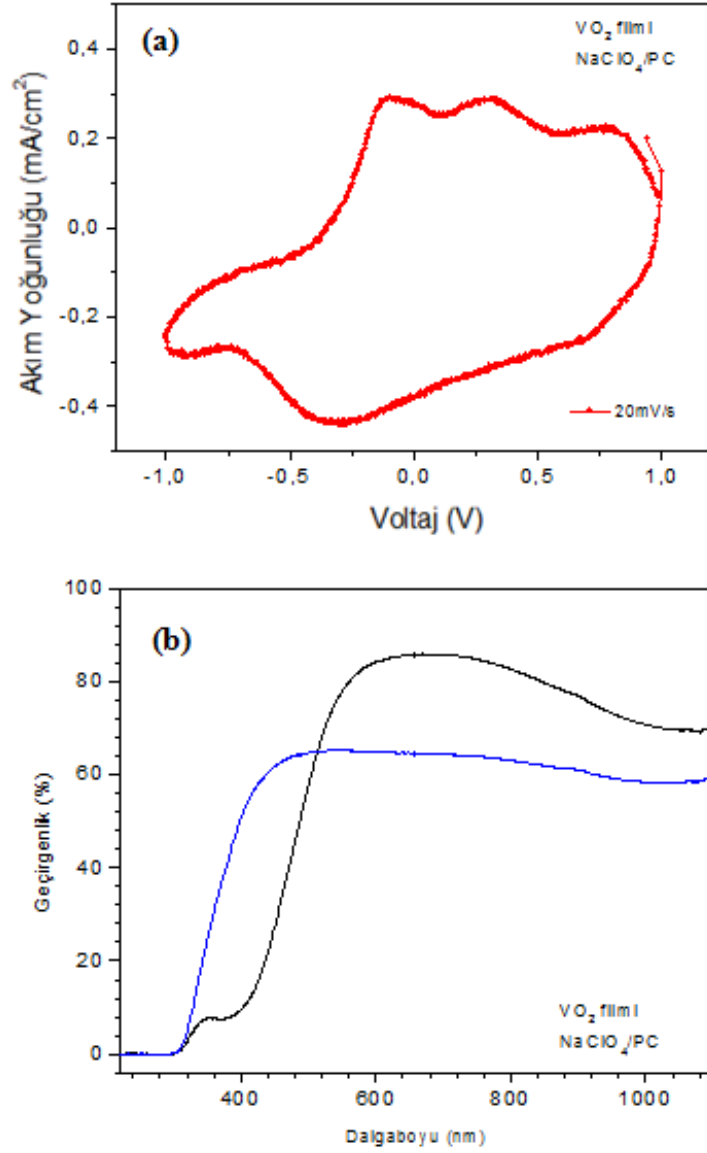 (a)
VO₂ filmi
NaClO₄/PC
Akım Yoğunluğu (mA/cm²)
0,4
0,2
0,0
-0,2
-0,4
20mV/s
-1,0 -0,5 0,0 0,5 1,0
Voltaj (V)
(b)
Geçirgenlik (%)
100
80
60
40
20
0
VO₂ filmi
NaClO₄/PC
400 600 800 1000
Dalgaboyu (nm)